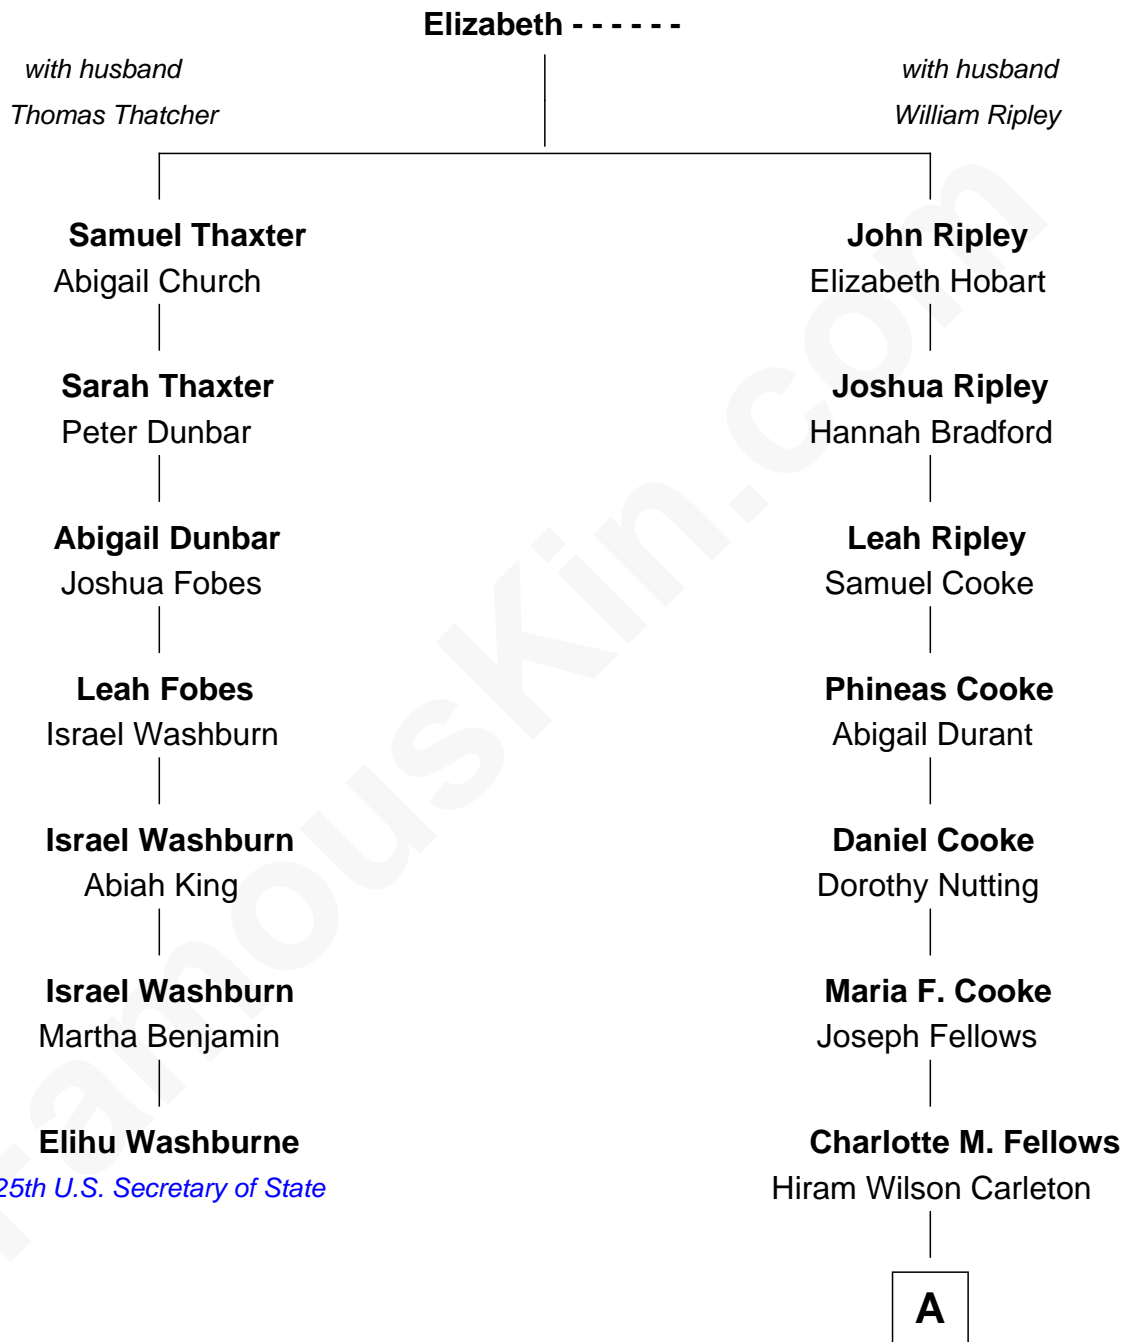 Elizabeth - - - - - -
with husband
Thomas Thatcher
with husband
William Ripley
Samuel Thaxter
Abigail Church
John Ripley
Elizabeth Hobart
Sarah Thaxter
Peter Dunbar
Joshua Ripley
Hannah Bradford
Abigail Dunbar
Joshua Fobes
Leah Ripley
Samuel Cooke
Leah Fobes
Israel Washburn
Phineas Cooke
Abigail Durant
Israel Washburn
Abiah King
Daniel Cooke
Dorothy Nutting
Israel Washburn
Martha Benjamin
Maria F. Cooke
Joseph Fellows
Elihu Washburne
25th U.S. Secretary of State
Charlotte M. Fellows
Hiram Wilson Carleton
A
FamousKin.com